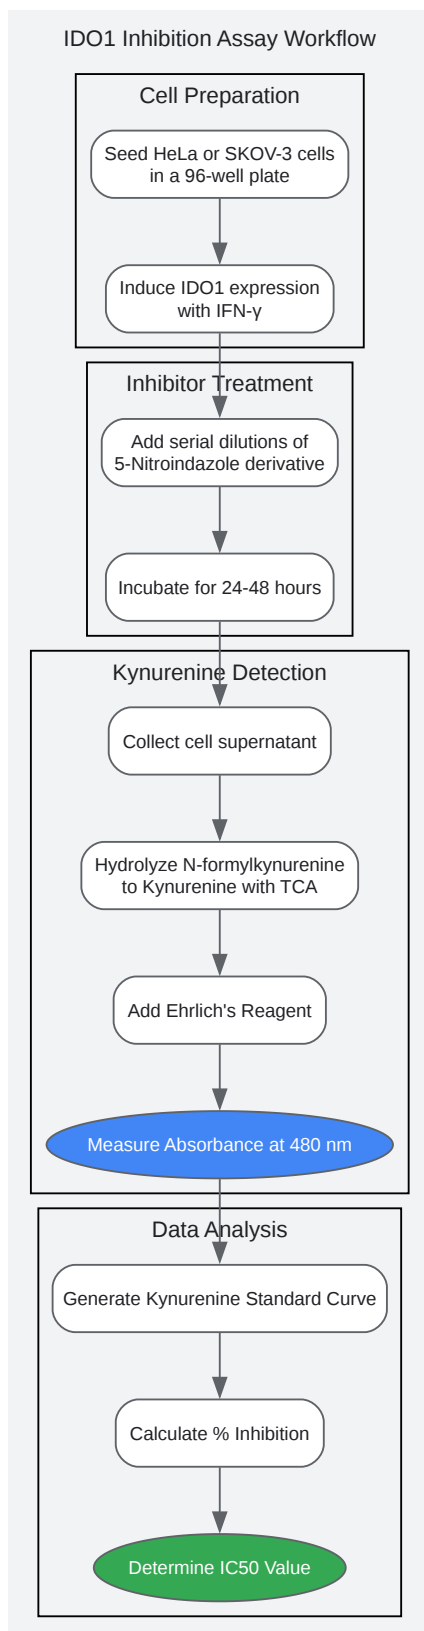 IDO1 Inhibition Assay Workflow
Cell Preparation
Seed HeLa or SKOV-3 cells
in a 96-well plate
Induce IDO1 expression
with IFN-γ
Inhibitor Treatment
Add serial dilutions of
5-Nitroindazole derivative
Incubate for 24-48 hours
Kynurenine Detection
Collect cell supernatant
Hydrolyze N-formylkynurenine
to Kynurenine with TCA
Add Ehrlich's Reagent
Measure Absorbance at 480 nm
Data Analysis
Generate Kynurenine Standard Curve
Calculate % Inhibition
Determine IC50 Value